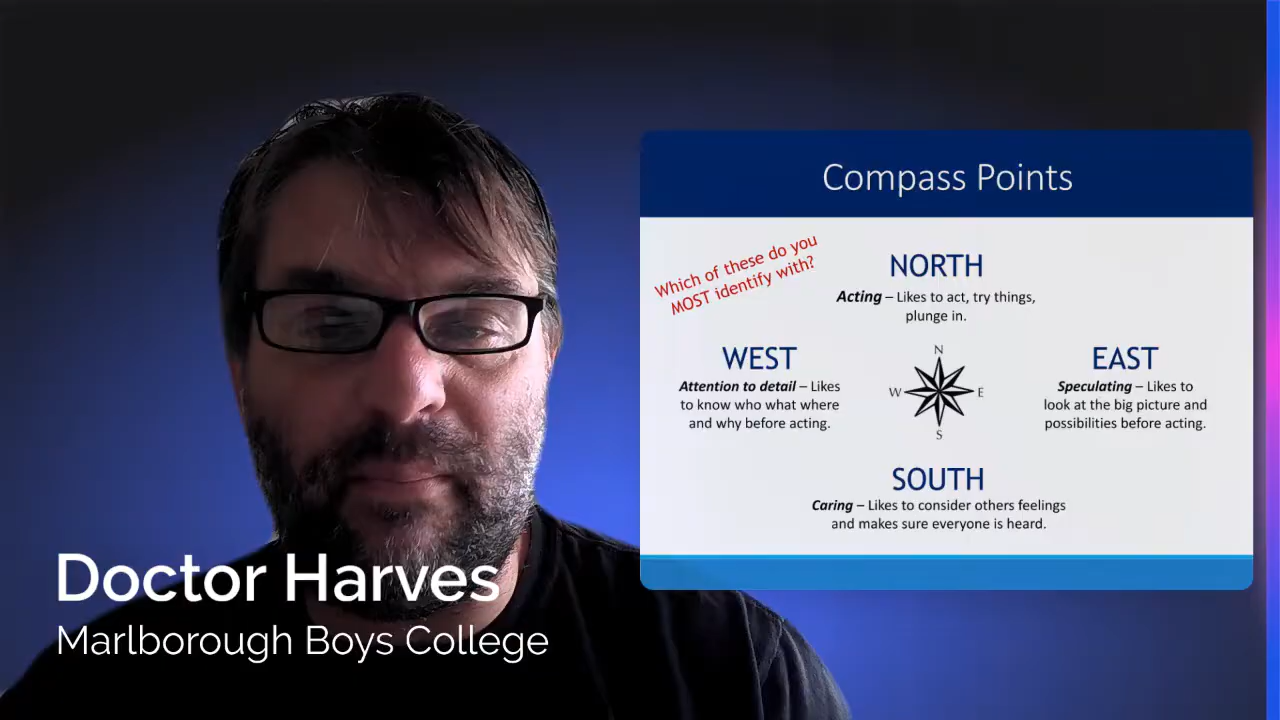 Compass Points
Which of these do you
MOST identify with?
NORTH
Acting – Likes to act, try things,
plunge in.
WEST
Attention to detail – Likes
to know who what where
and why before acting.
N
W
E
S
EAST
Speculating – Likes to
look at the big picture and
possibilities before acting.
SOUTH
Caring – Likes to consider others feelings
and makes sure everyone is heard.
Doctor Harves
Marlborough Boys College